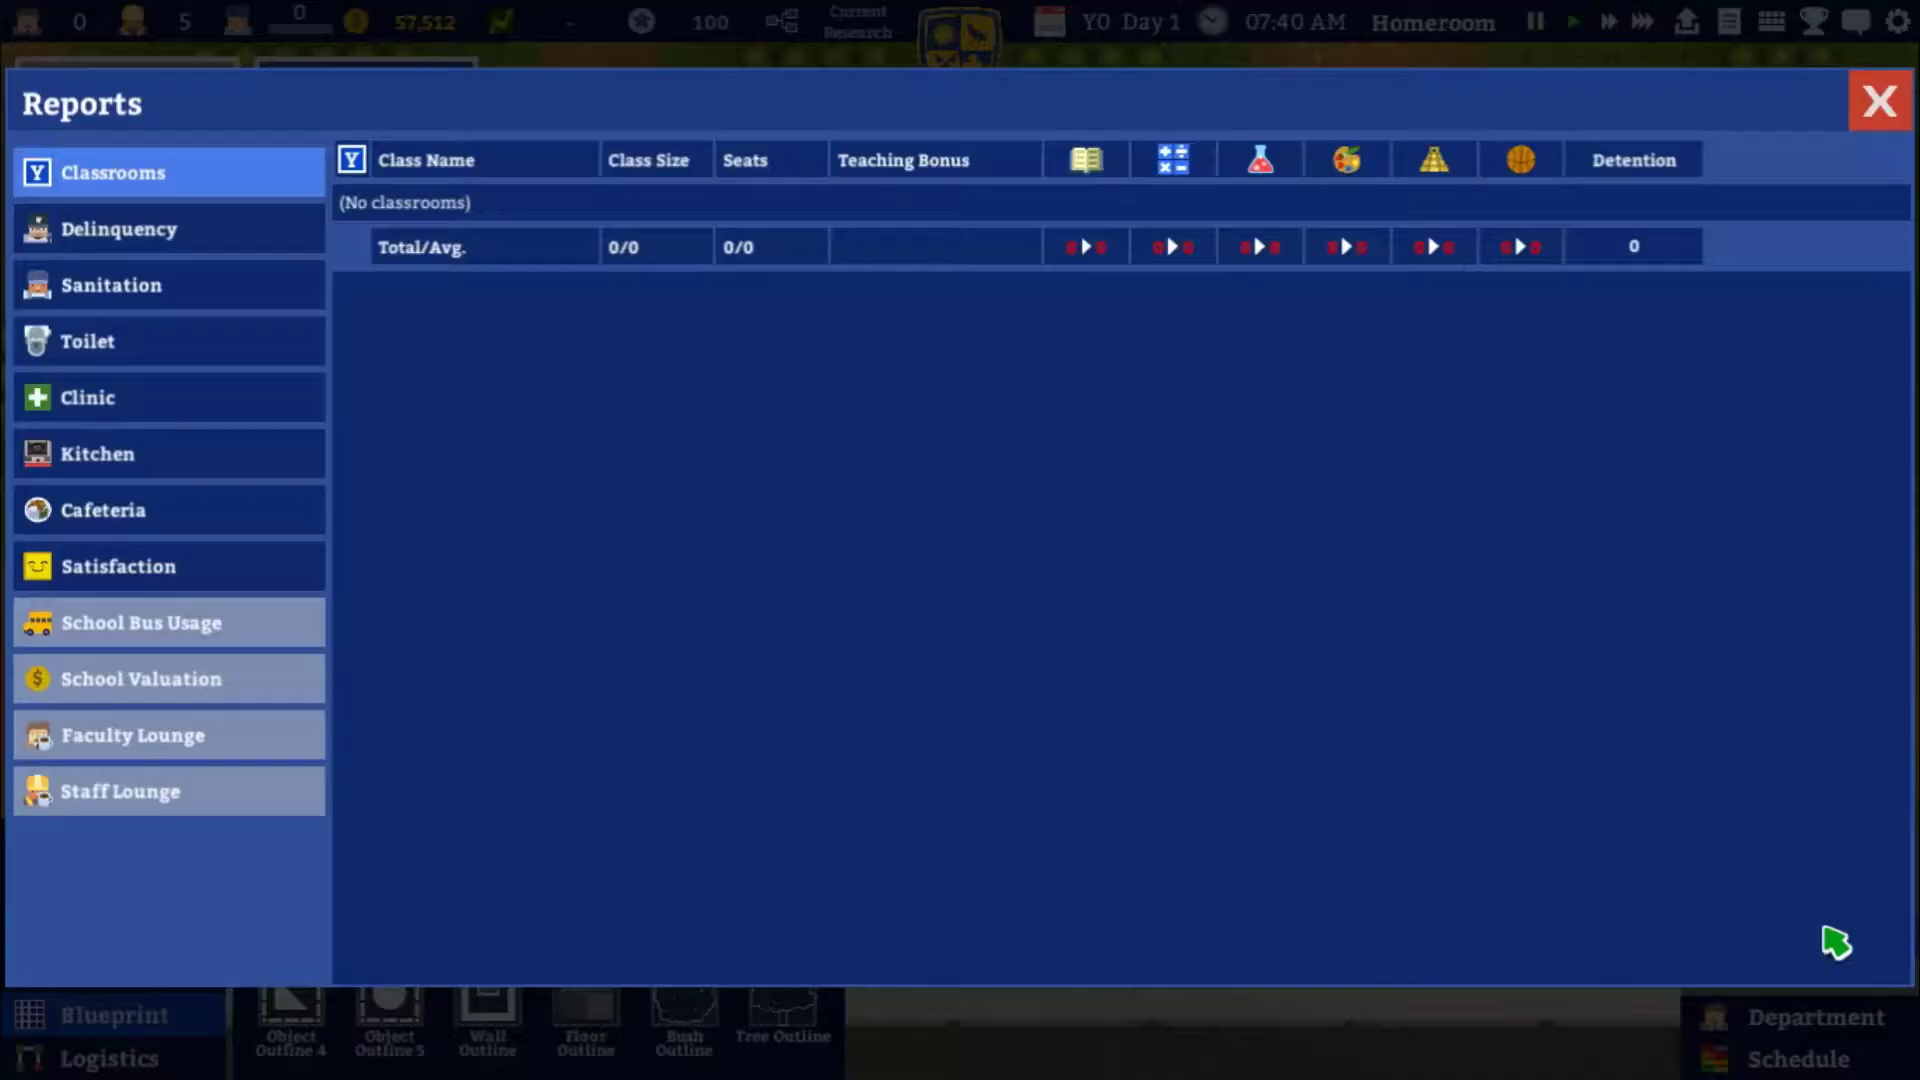 0 5 0 57,512 - 100 Current Research Y0 Day 1 07:40 AM Homeroom
Reports X
Classrooms
Delinquency
Sanitation
Toilet
Clinic
Kitchen
Cafeteria
Satisfaction
School Bus Usage
School Valuation
Faculty Lounge
Staff Lounge
Y Class Name Class Size Seats Teaching Bonus Detention
(No classrooms)
Total/Avg. 0/0 0/0 0
Blueprint
Logistics
Object Outline 4
Object Outline 5
Wall Outline
Floor Outline
Bush Outline
Tree Outline
Department
Schedule